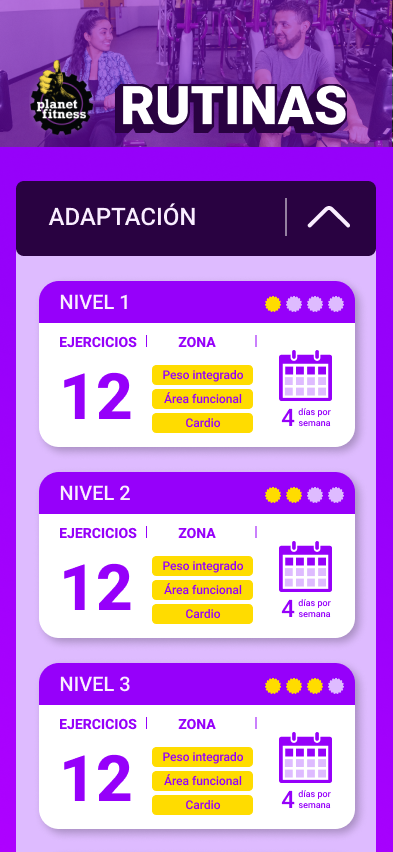 planet
fitness
RUTINAS
ADAPTACIÓN
NIVEL 1
EJERCICIOS
ZONA
12
Peso integrado
Área funcional
Cardio
4 días por
semana
NIVEL 2
EJERCICIOS
ZONA
12
Peso integrado
Área funcional
Cardio
4 días por
semana
NIVEL 3
EJERCICIOS
ZONA
12
Peso integrado
Área funcional
Cardio
4 días por
semana